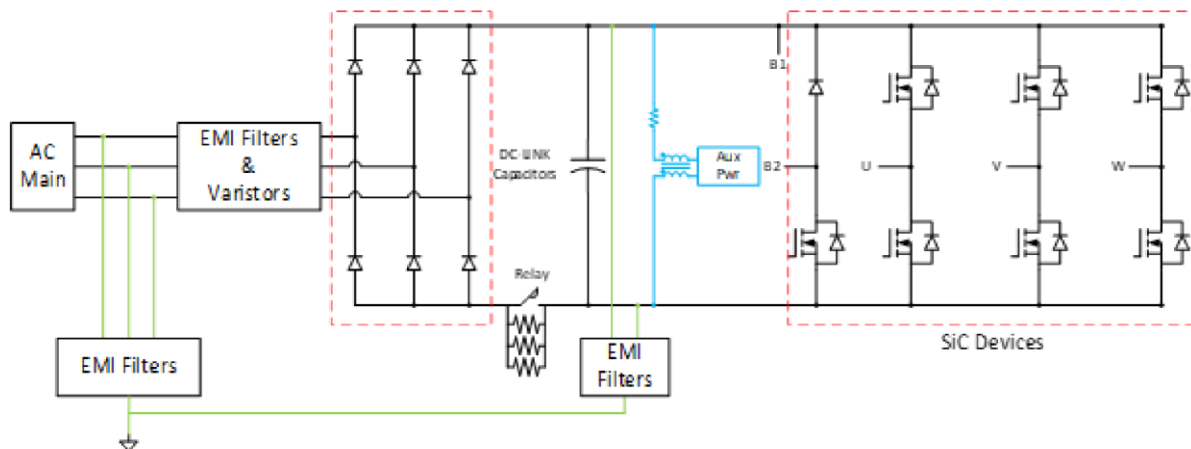 AC
Main
EMI Filters
&
Varistors
DC-LINK
Capacitors
Aux
Pwr
B1
B2
U
V
W
Relay
EMI Filters
EMI
Filters
SiC Devices